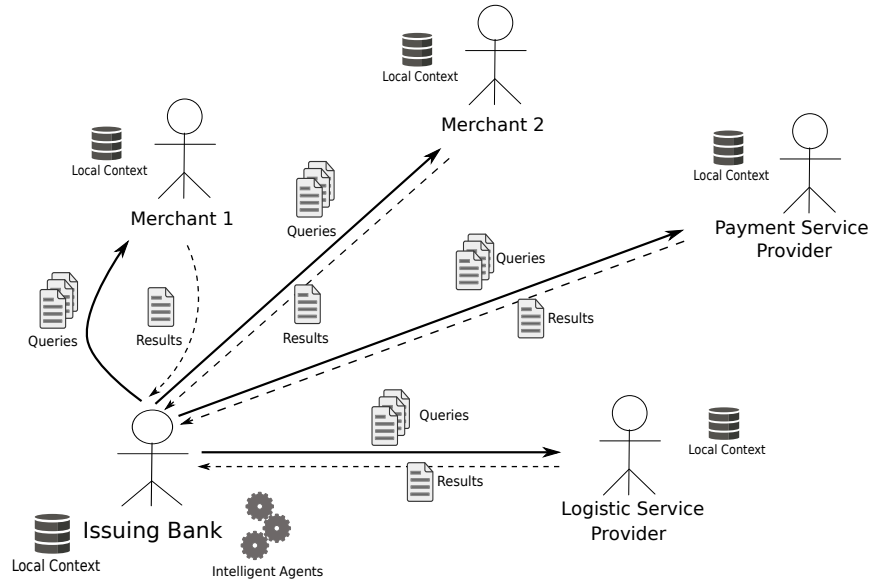 Local Context
Merchant 2
Local Context
Merchant 1
Local Context
Payment Service
Provider
Queries
Queries
Results
Queries
Results
Queries
Results
Queries
Results
Local Context
Logistic Service
Provider
Issuing Bank
Local Context
Intelligent Agents